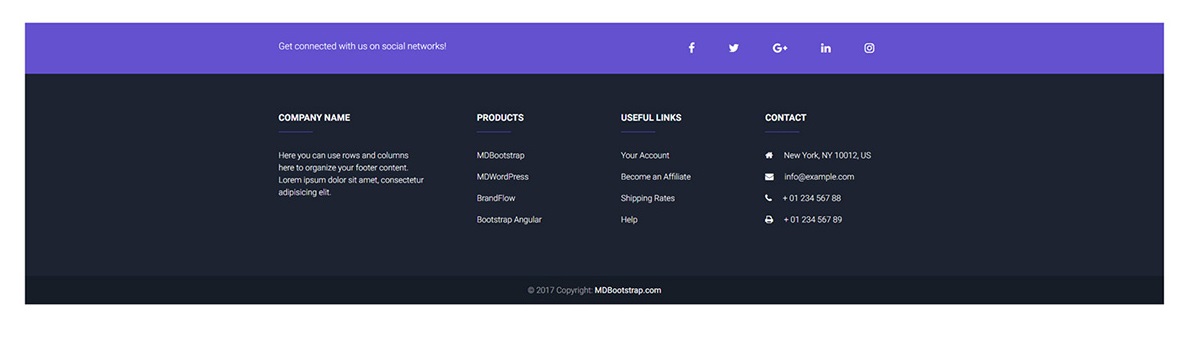 Get connected with us on social networks!
COMPANY NAME
Here you can use rows and columns
here to organize your footer content.
Lorem ipsum dolor sit amet, consectetur
adipisicing elit.
PRODUCTS
MDBootstrap
MDWordPress
BrandFlow
Bootstrap Angular
USEFUL LINKS
Your Account
Become an Affiliate
Shipping Rates
Help
CONTACT
New York, NY 10012, US
info@example.com
+ 01 234 567 88
+ 01 234 567 89
© 2017 Copyright: MDBootstrap.com